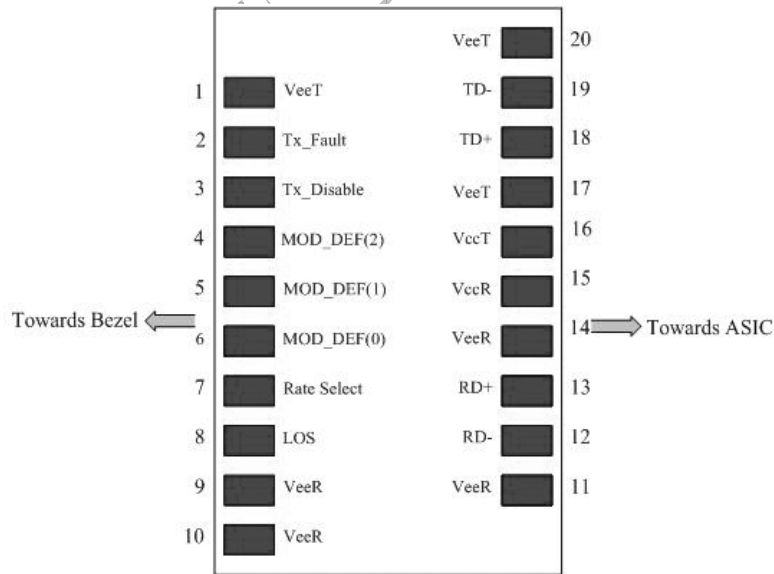 VeeT 20
1 VeeT TD- 19
2 Tx_Fault TD+ 18
3 Tx_Disable VeeT 17
4 MOD_DEF(2) VccT 16
5 MOD_DEF(1) VccR 15
Towards Bezel 6 MOD_DEF(0) VeeR 14 Towards ASIC
7 Rate Select RD+ 13
8 LOS RD- 12
9 VeeR VeeR 11
10 VeeR